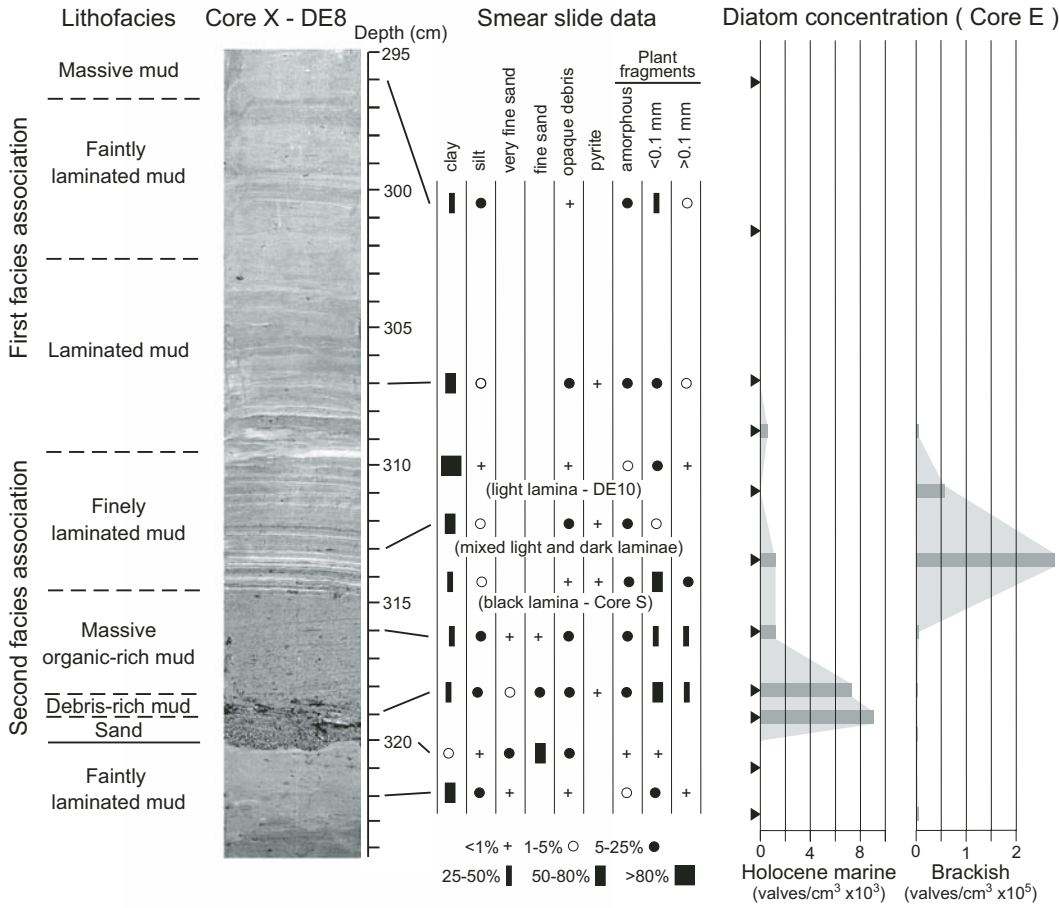 Lithofacies
Core X - DE8
Depth (cm)
Smear slide data
Diatom concentration ( Core E )
First facies association
Second facies association
Massive mud
Faintly
laminated mud
Laminated mud
Finely
laminated mud
Massive
organic-rich mud
Debris-rich mud
Sand
Faintly
laminated mud
295
300
305
310
315
320
Plant
fragments
clay
silt
very fine sand
fine sand
opaque debris
pyrite
amorphous
<0.1 mm
>0.1 mm
(light lamina - DE10)
(mixed light and dark laminae)
(black lamina - Core S)
<1% + 1-5% 5-25%
25-50% 50-80% >80%
0 4 8
Holocene marine
(valves/cm³ x10³)
0 1 2
Brackish
(valves/cm³ x10⁵)